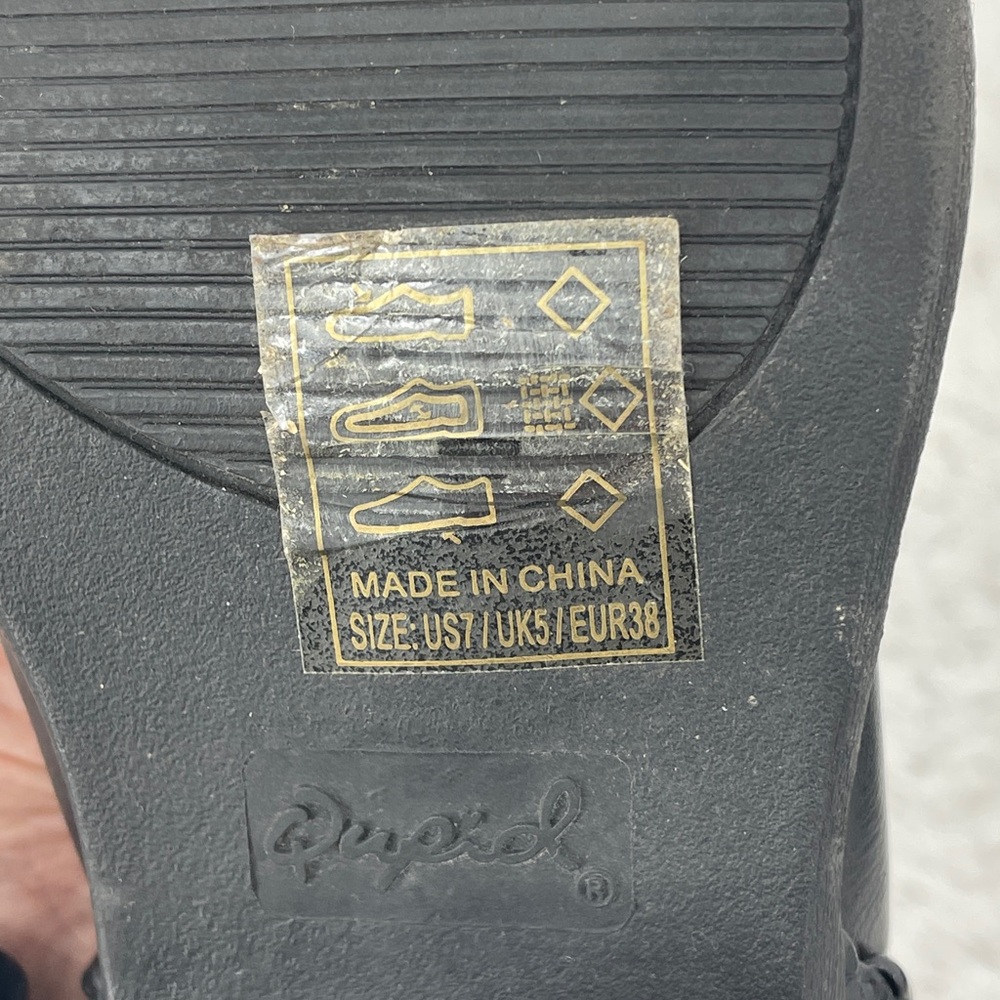 MADE IN CHINA
SIZE: US7 / UK5 / EUR38
Qupid ®